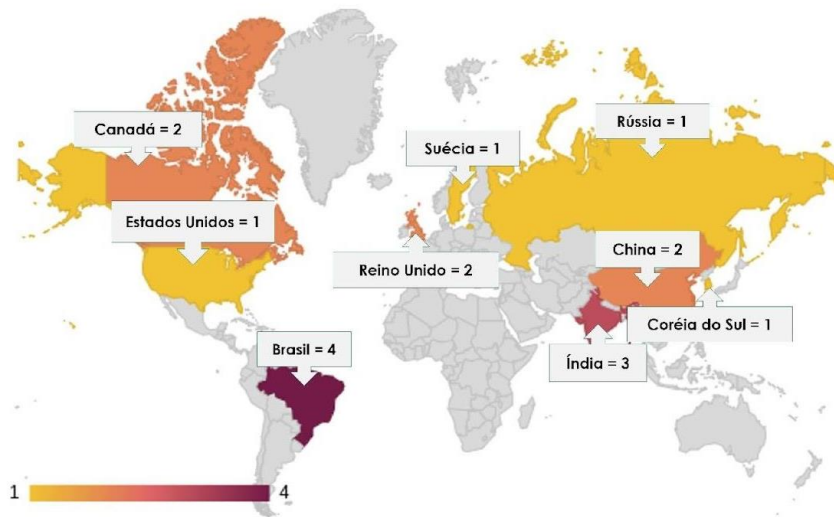 Canadá = 2
Rússia = 1
Suécia = 1
Estados Unidos = 1
China = 2
Reino Unido = 2
Coréia do Sul = 1
Brasil = 4
Índia = 3
1
4